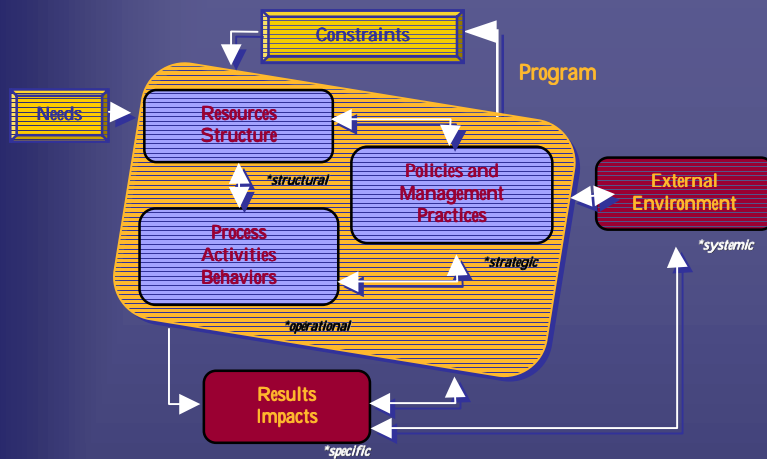 Constraints
Program
Needs
Resources
Structure
Policies and
Management
Practices
External
Environment
*structural
Process
Activities
Behaviors
*systemic
*strategic
*operational
Results
Impacts
*specific